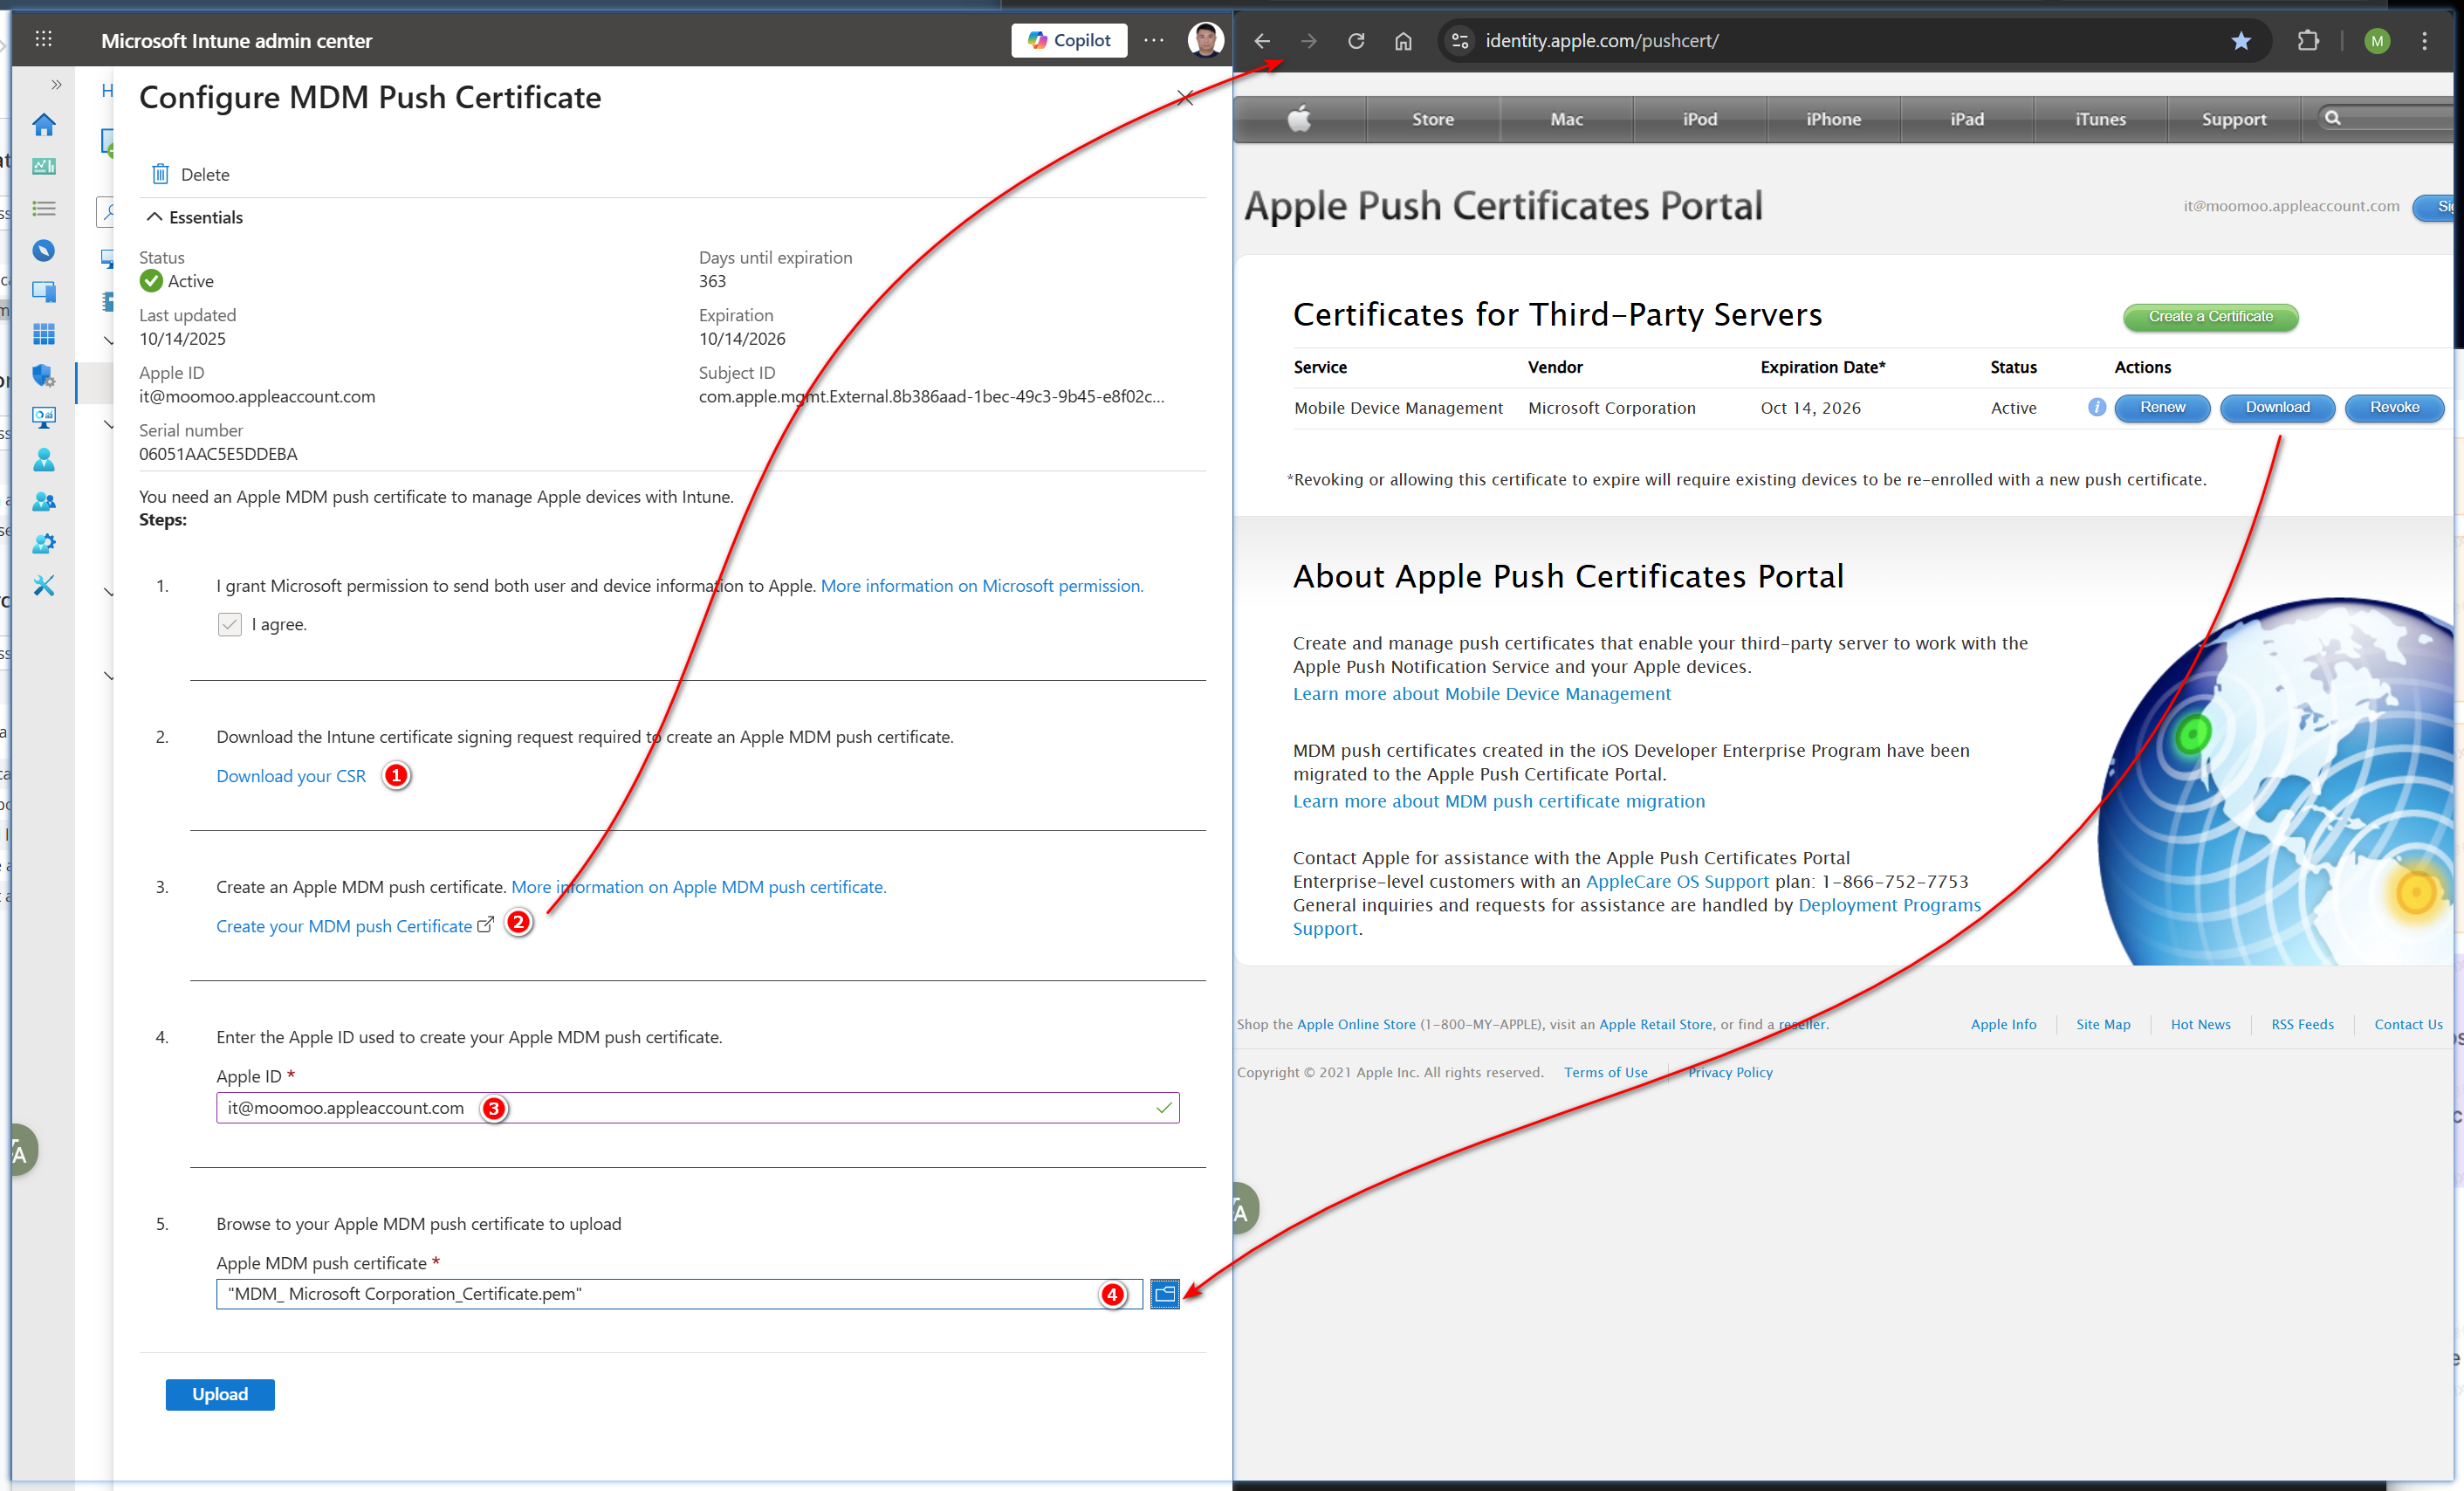 Microsoft Intune admin center
Copilot
Configure MDM Push Certificate
Delete
Essentials
Status
Active
Days until expiration
363
Last updated
10/14/2025
Expiration
10/14/2026
Apple ID
it@moomoo.appleaccount.com
Subject ID
com.apple.mgmt.External.8b386aad-1bec-49c3-9b45-e8f02c...
Serial number
06051AAC5E5DDEBA
You need an Apple MDM push certificate to manage Apple devices with Intune.
Steps:
1. I grant Microsoft permission to send both user and device information to Apple. More information on Microsoft permission.
I agree.
2. Download the Intune certificate signing request required to create an Apple MDM push certificate.
Download your CSR 1
3. Create an Apple MDM push certificate. More information on Apple MDM push certificate.
Create your MDM push Certificate 2
4. Enter the Apple ID used to create your Apple MDM push certificate.
Apple ID *
it@moomoo.appleaccount.com 3
5. Browse to your Apple MDM push certificate to upload
Apple MDM push certificate *
"MDM_ Microsoft Corporation_Certificate.pem" 4
Upload
identity.apple.com/pushcert/
M
Store Mac iPod iPhone iPad iTunes Support
Apple Push Certificates Portal
it@moomoo.appleaccount.com
Certificates for Third-Party Servers
Create a Certificate
Service Vendor Expiration Date* Status Actions
Mobile Device Management Microsoft Corporation Oct 14, 2026 Active i Renew Download Revoke
*Revoking or allowing this certificate to expire will require existing devices to be re-enrolled with a new push certificate.
About Apple Push Certificates Portal
Create and manage push certificates that enable your third-party server to work with the
Apple Push Notification Service and your Apple devices.
Learn more about Mobile Device Management
MDM push certificates created in the iOS Developer Enterprise Program have been
migrated to the Apple Push Certificate Portal.
Learn more about MDM push certificate migration
Contact Apple for assistance with the Apple Push Certificates Portal
Enterprise-level customers with an AppleCare OS Support plan: 1-866-752-7753
General inquiries and requests for assistance are handled by Deployment Programs
Support.
Shop the Apple Online Store (1-800-MY-APPLE), visit an Apple Retail Store, or find a reseller.
Apple Info Site Map Hot News RSS Feeds Contact Us
Copyright © 2021 Apple Inc. All rights reserved. Terms of Use Privacy Policy